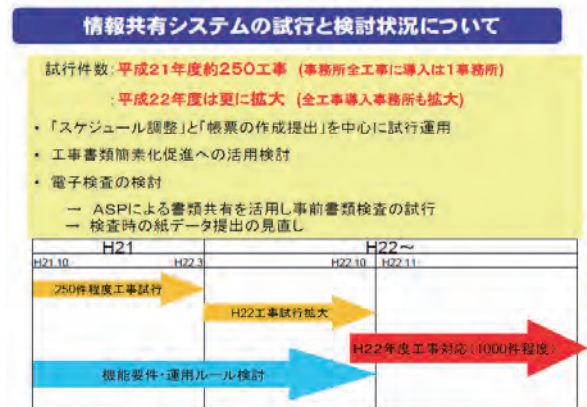 情報共有システムの試行と検討状況について
試行件数:平成21年度約250工事 (事務所全工事に導入は1事務所)
:平成22年度は更に拡大 (全工事導入事務所も拡大)
・ 「スケジュール調整」と「帳票の作成提出」を中心に試行運用
・ 工事書類簡素化促進への活用検討
・ 電子検査の検討
→ ASPによる書類共有を活用し事前書類検査の試行
→ 検査時の紙データ提出の見直し
H21 H22~
H21.10 H22.3 H22.10 H22.11
250件程度工事試行
H22工事試行拡大
H22年度工事対応(1000件程度)
機能要件・運用ルール検討